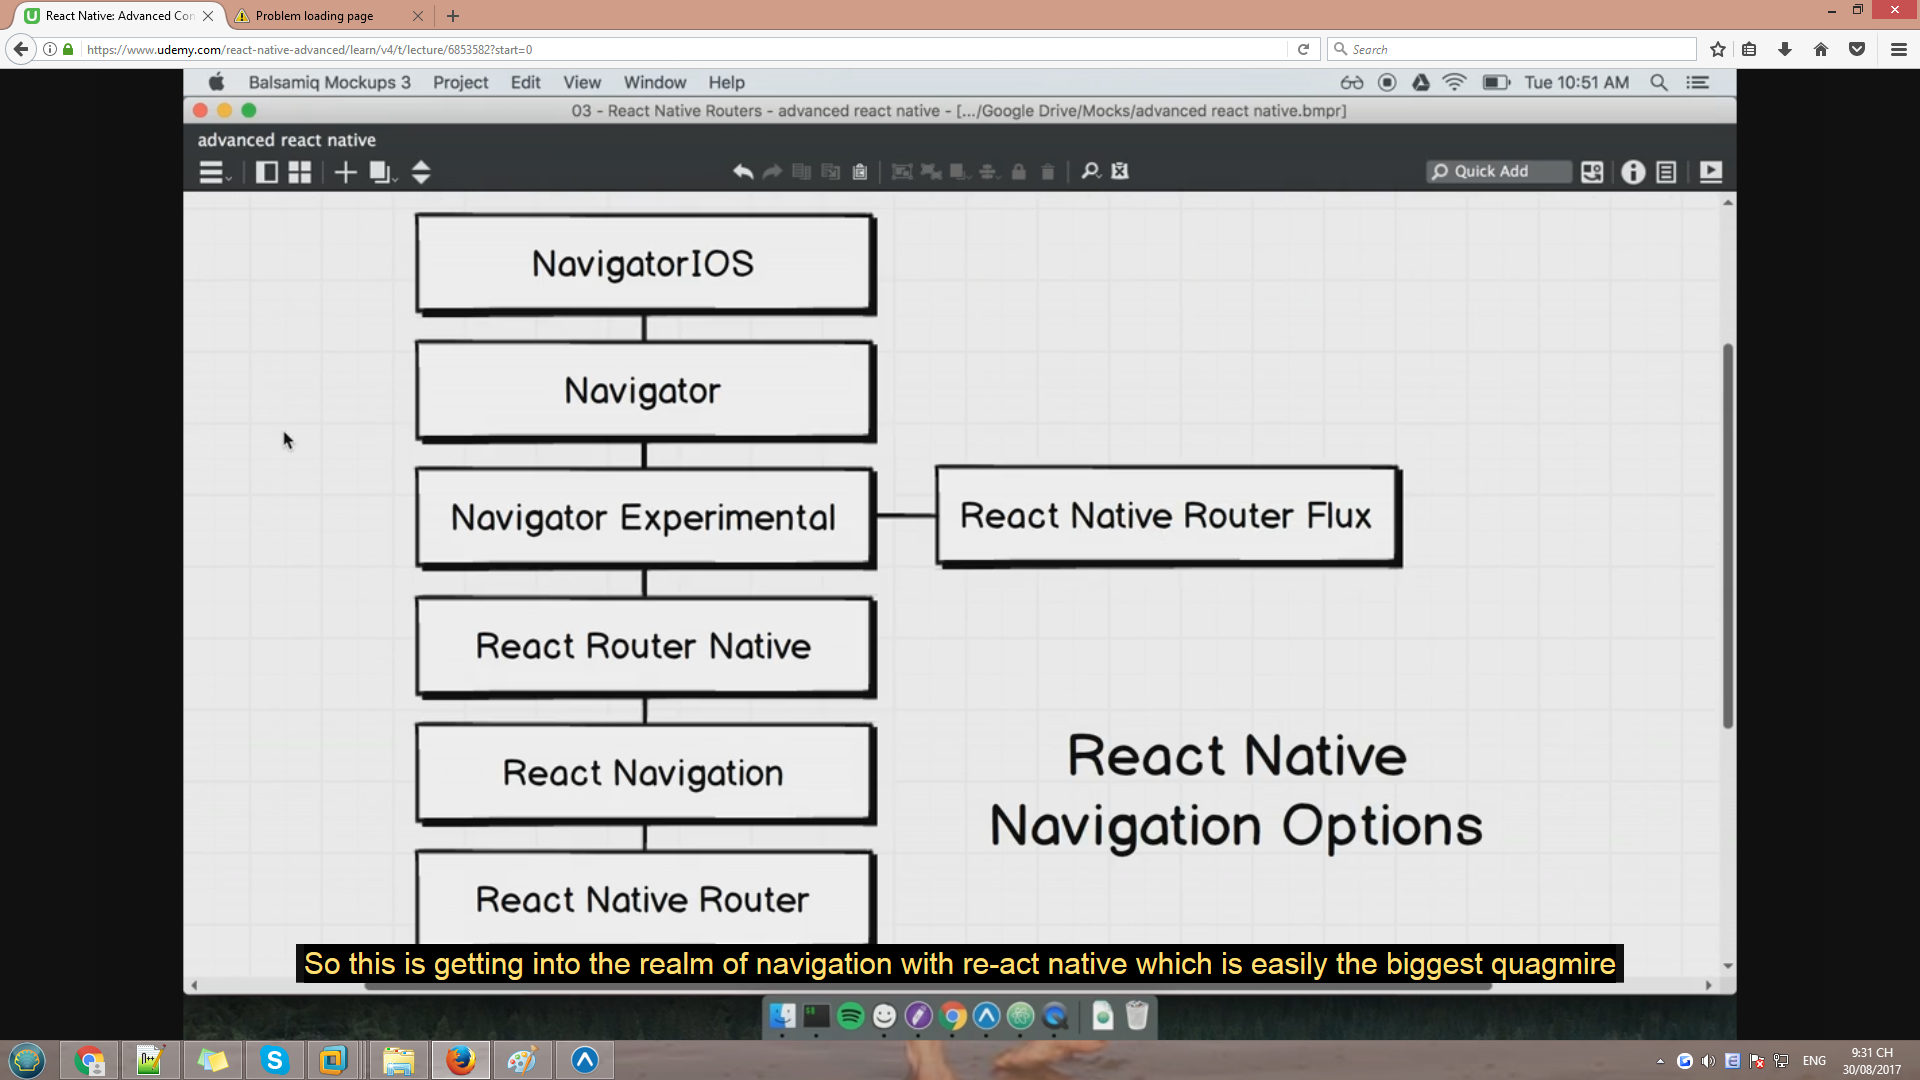 React Native: Advanced Con
Problem loading page
https://www.udemy.com/react-native-advanced/learn/v4/t/lecture/6853582?start=0
Search
Balsamiq Mockups 3 Project Edit View Window Help
Tue 10:51 AM
03 - React Native Routers - advanced react native - [.../Google Drive/Mocks/advanced react native.bmpr]
advanced react native
Quick Add
NavigatorIOS
Navigator
Navigator Experimental
React Native Router Flux
React Router Native
React Navigation
React Native
Navigation Options
React Native Router
So this is getting into the realm of navigation with re-act native which is easily the biggest quagmire
ENG
9:31 CH
30/08/2017